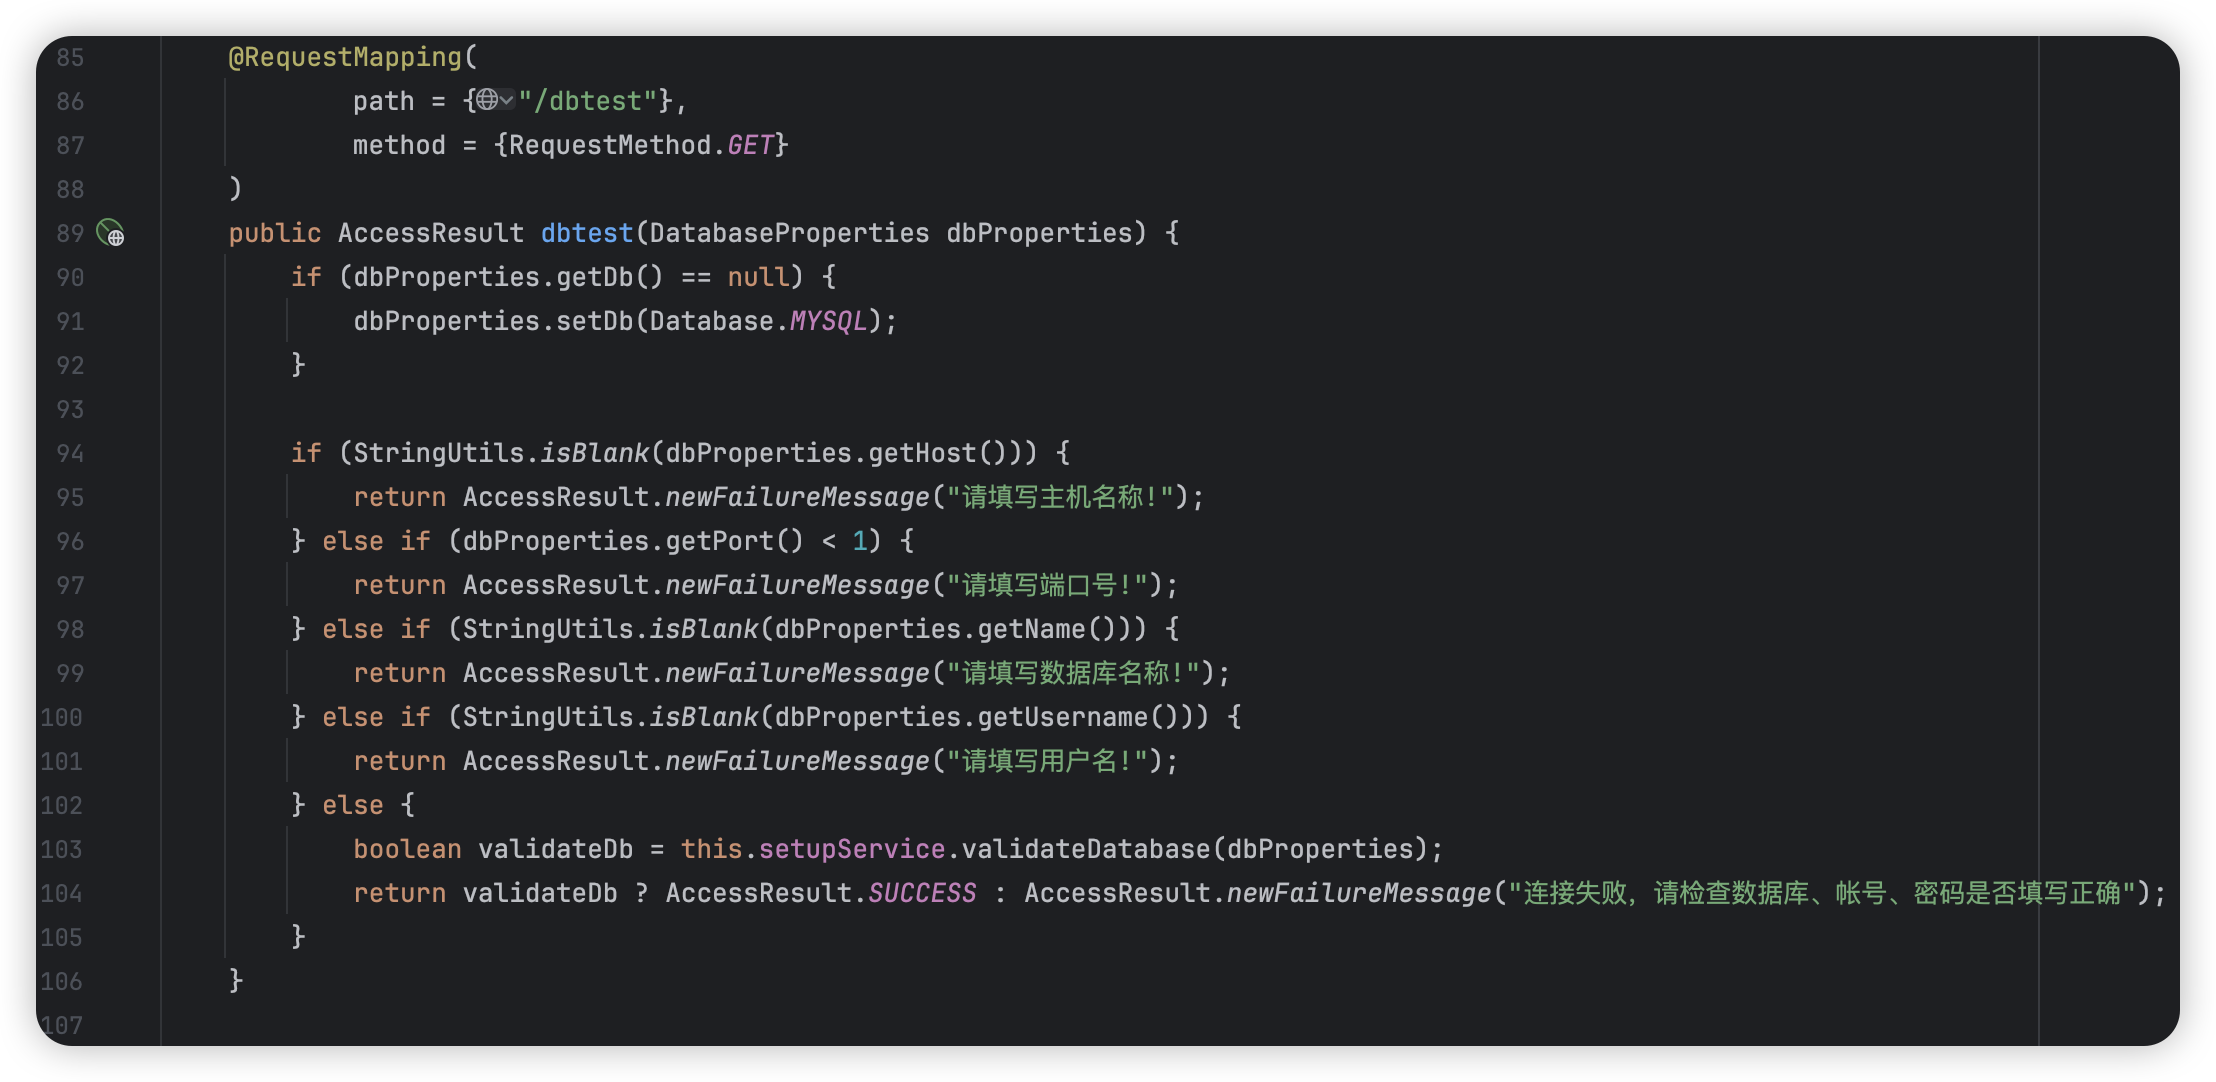 85 @RequestMapping(
86 path = {"/dbtest"},
87 method = {RequestMethod.GET}
88 )
89 public AccessResult dbtest(DatabaseProperties dbProperties) {
90 if (dbProperties.getDb() == null) {
91 dbProperties.setDb(Database.MYSQL);
92 }
93
94 if (StringUtils.isBlank(dbProperties.getHost())) {
95 return AccessResult.newFailureMessage("请填写主机名称!");
96 } else if (dbProperties.getPort() < 1) {
97 return AccessResult.newFailureMessage("请填写端口号!");
98 } else if (StringUtils.isBlank(dbProperties.getName())) {
99 return AccessResult.newFailureMessage("请填写数据库名称!");
100 } else if (StringUtils.isBlank(dbProperties.getUsername())) {
101 return AccessResult.newFailureMessage("请填写用户名!");
102 } else {
103 boolean validateDb = this.setupService.validateDatabase(dbProperties);
104 return validateDb ? AccessResult.SUCCESS : AccessResult.newFailureMessage("连接失败，请检查数据库、帐号、密码是否填写正确");
105 }
106 }
107